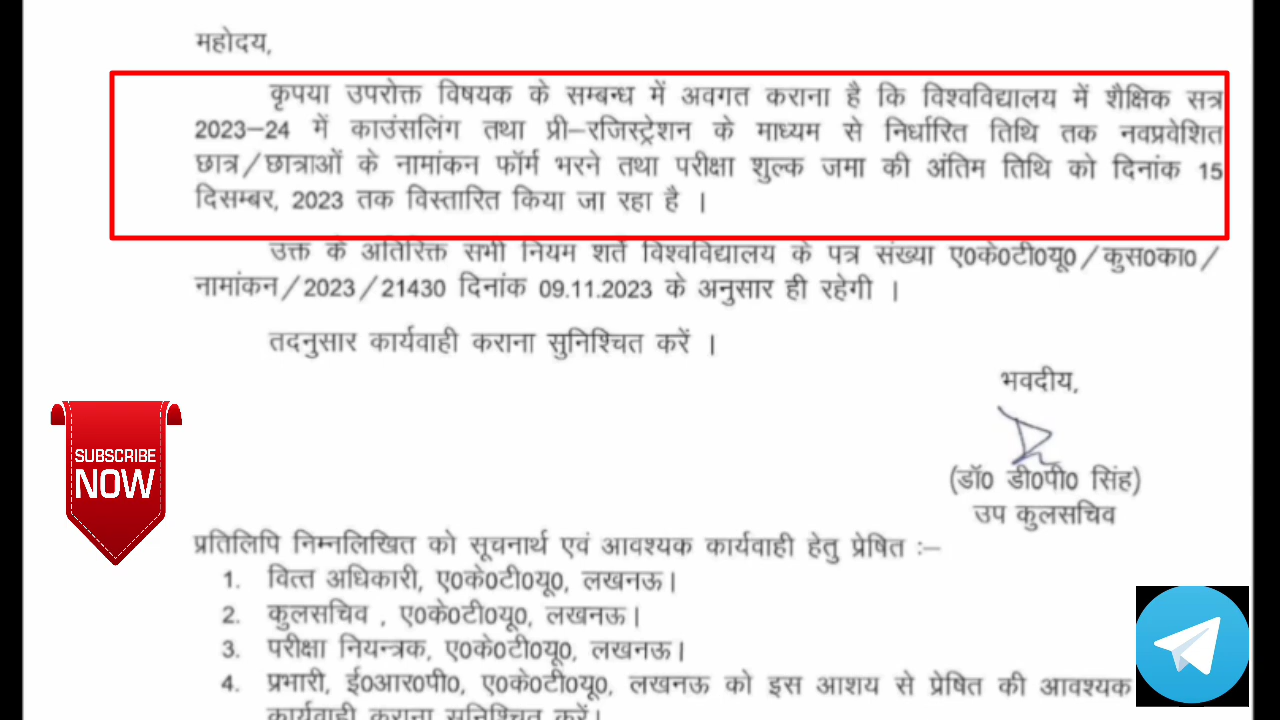 महोदय,
कृपया उपरोक्त विषयक के सम्बन्ध में अवगत कराना है कि विश्वविद्यालय में शैक्षिक सत्र
2023–24 में काउंसलिंग तथा प्री–रजिस्ट्रेशन के माध्यम से निर्धारित तिथि तक नवप्रवेशित
छात्र/छात्राओं के नामांकन फॉर्म भरने तथा परीक्षा शुल्क जमा की अंतिम तिथि को दिनांक 15
दिसम्बर, 2023 तक विस्तारित किया जा रहा है ।
उक्त के अतिरिक्त सभी नियम शर्ते विश्वविद्यालय के पत्र संख्या ए0के0टी0यू0/कुस0का0/
नामांकन/2023/21430 दिनांक 09.11.2023 के अनुसार ही रहेगी ।
तदनुसार कार्यवाही कराना सुनिश्चित करें ।
भवदीय,
(डॉ0 डी0पी0 सिंह)
उप कुलसचिव
SUBSCRIBE
NOW
प्रतिलिपि निम्नलिखित को सूचनार्थ एवं आवश्यक कार्यवाही हेतु प्रेषित :–
1. वित्त अधिकारी, ए0के0टी0यू0, लखनऊ।
2. कुलसचिव , ए0के0टी0यू0, लखनऊ।
3. परीक्षा नियन्त्रक, ए0के0टी0यू0, लखनऊ।
4. प्रभारी, ई0आर0पी0, ए0के0टी0यू0, लखनऊ को इस आशय से प्रेषित की आवश्यक
कार्यवाही कराना सुनिश्चित करें।